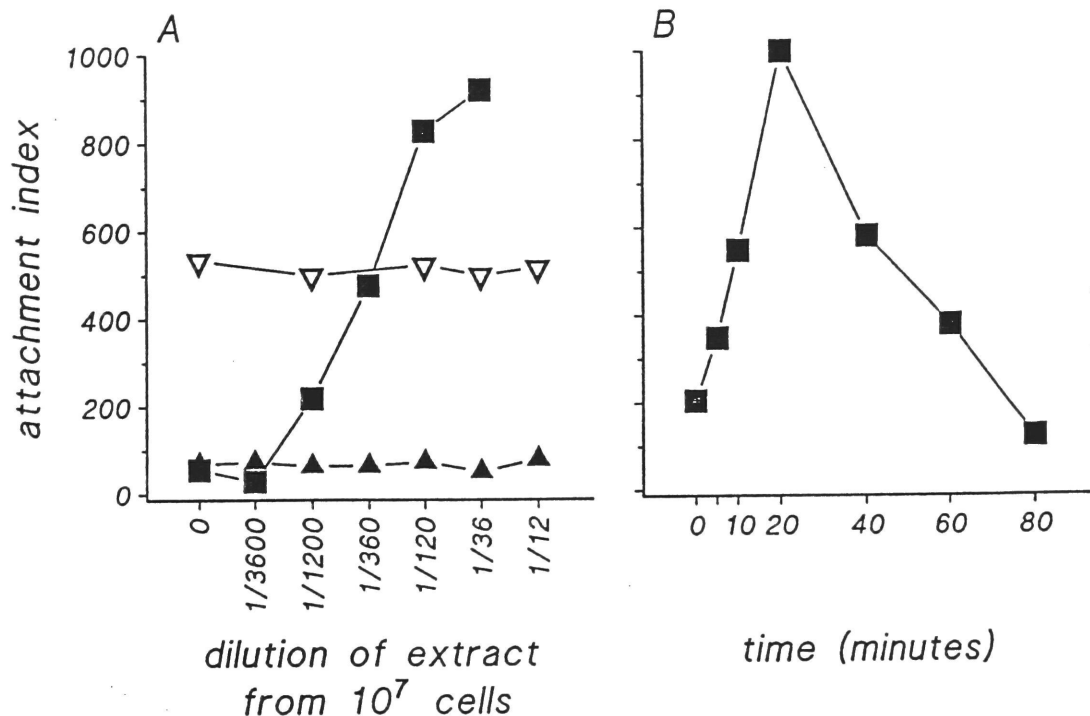 A
B
attachment index
1000
800
600
400
200
0
0
1/3600
1/1200
1/360
1/120
1/36
1/12
dilution of extract
from 10⁷ cells
0 10 20 40 60 80
time (minutes)